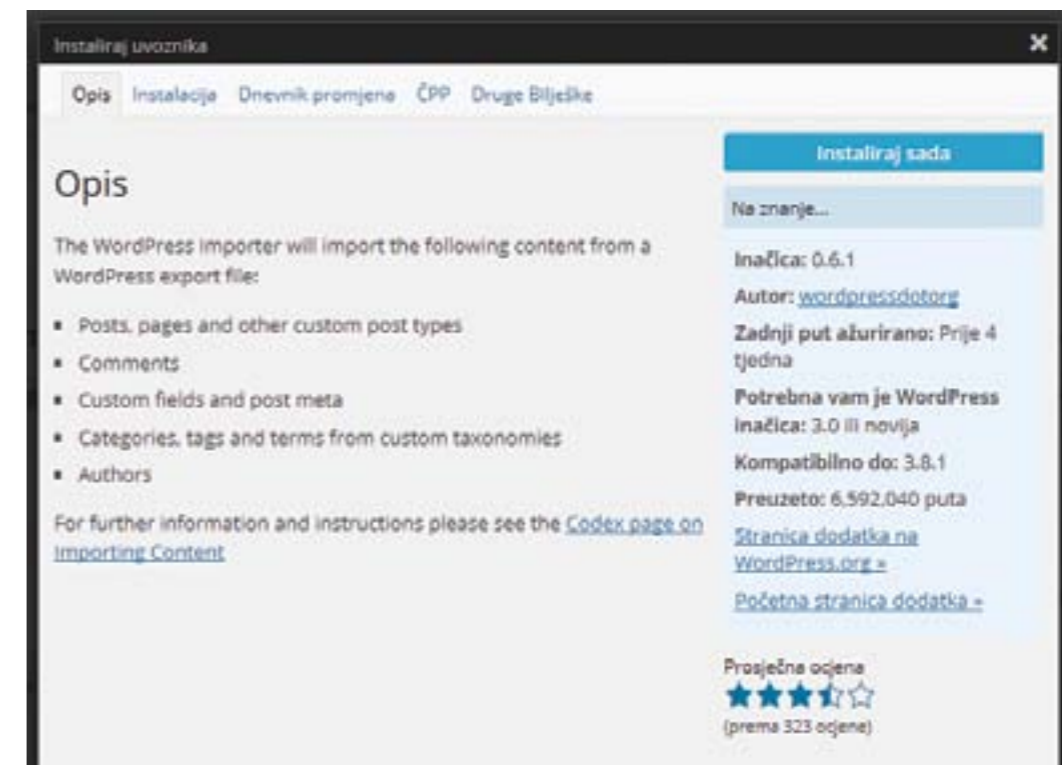 Instaliraj uvoznika
Opis Instalacija Dnevnik promjena ČPP Druge Bilješke
Opis
The WordPress Importer will import the following content from a
WordPress export file:
Posts, pages and other custom post types
Comments
Custom fields and post meta
Categories, tags and terms from custom taxonomies
Authors
For further information and instructions please see the Codex page on
Importing Content
Instaliraj sada
Na znanje...
Inačica: 0.6.1
Autor: wordpressdotorg
Zadnji put ažurirano: Prije 4
tjedna
Potrebna vam je WordPress
inačica: 3.0 ili novija
Kompatibilno do: 3.8.1
Preuzeto: 6,592,040 puta
Stranica dodatka na
WordPress.org »
Početna stranica dodatka »
Prosječna ocjena
(prema 323 ocjene)